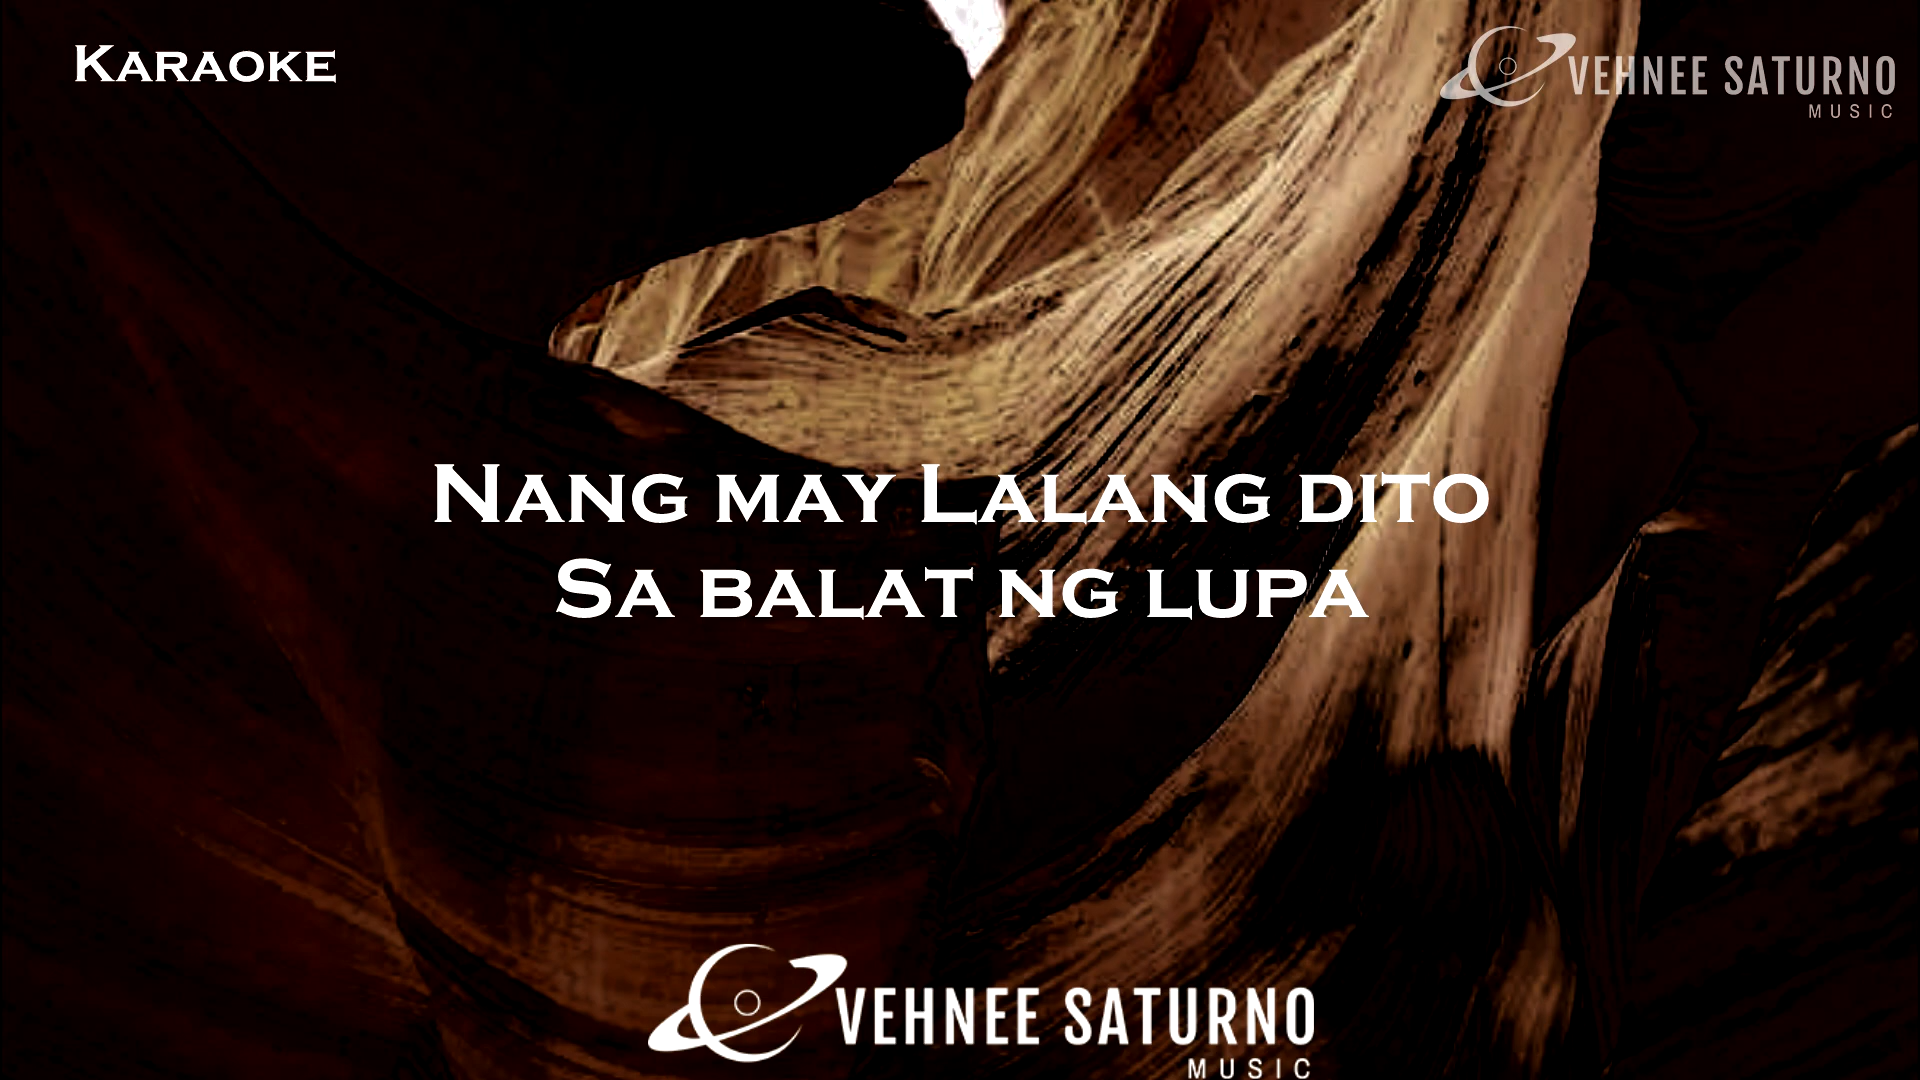 Karaoke
VEHNEE SATURNO
MUSIC
Nang may Lalang dito
Sa balat ng lupa
VEHNEE SATURNO
MUSIC